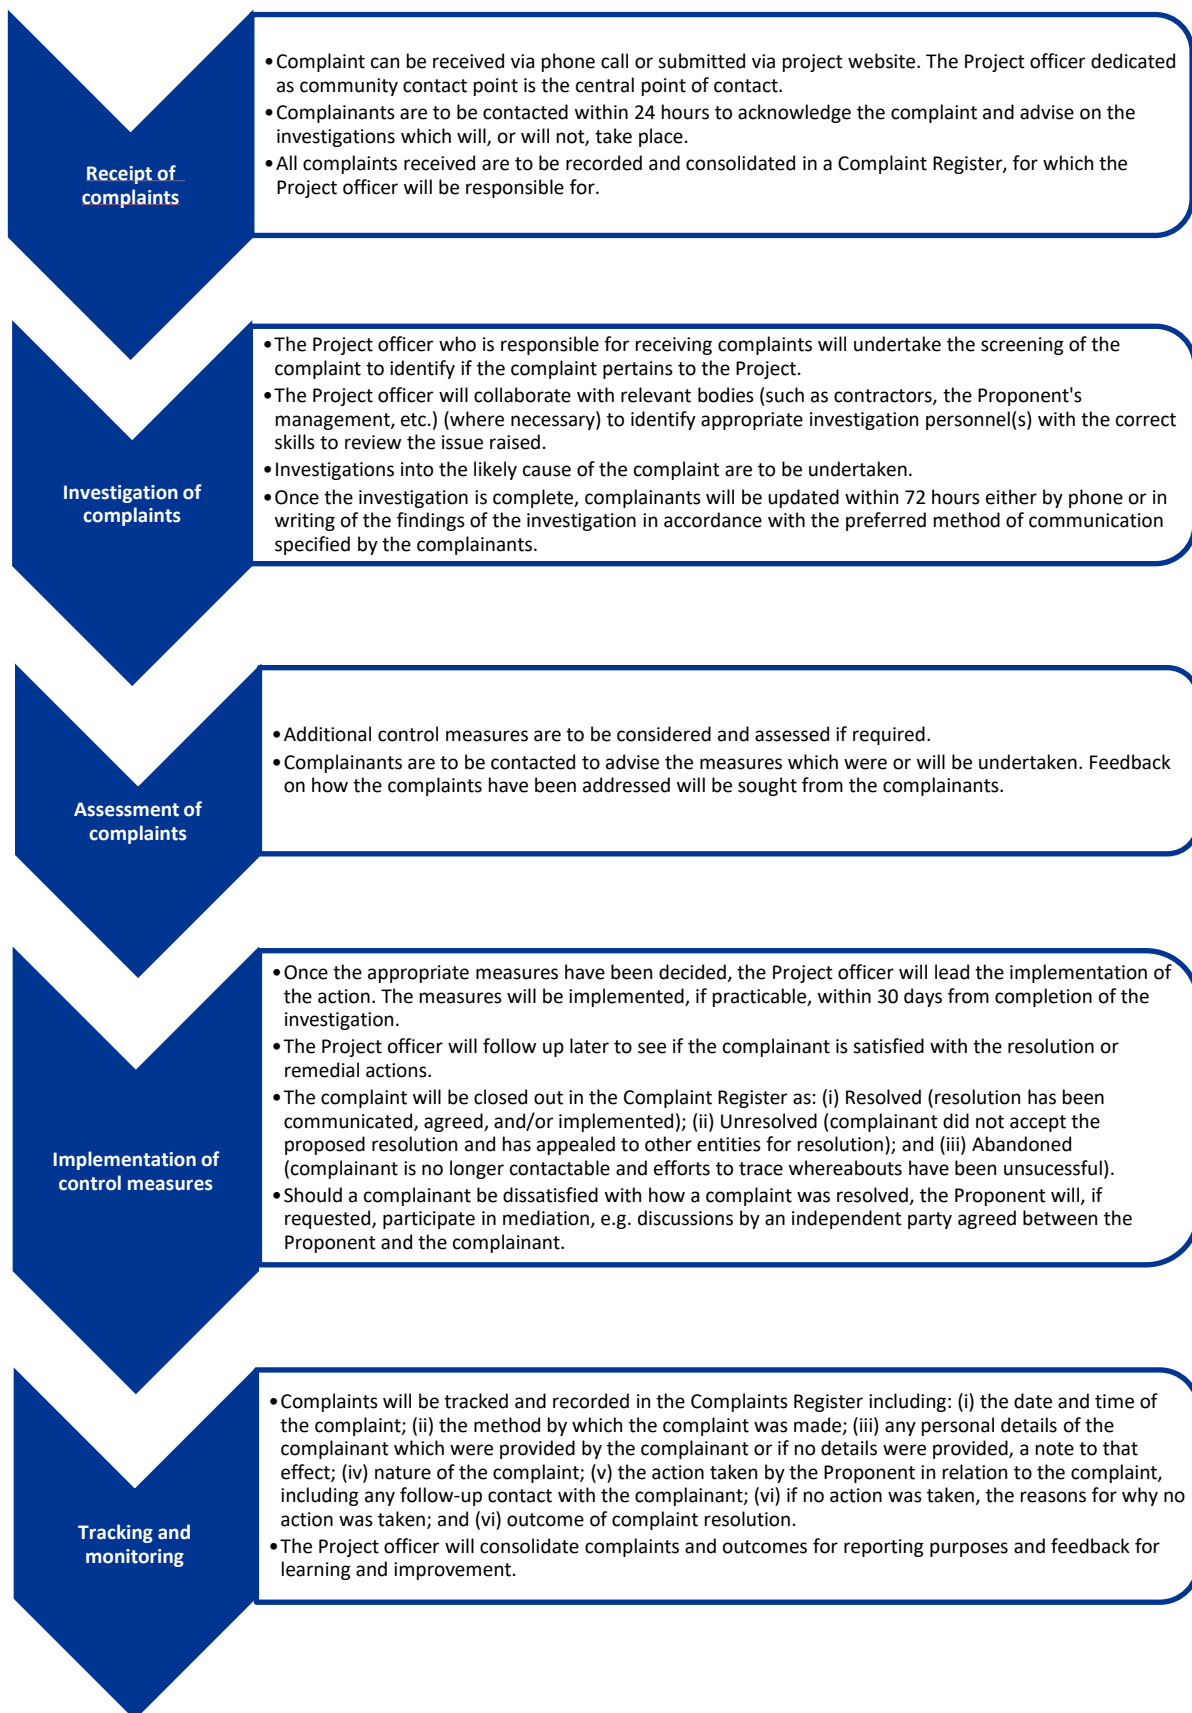 Receipt of
complaints
•Complaint can be received via phone call or submitted via project website. The Project officer dedicated
as community contact point is the central point of contact.
•Complainants are to be contacted within 24 hours to acknowledge the complaint and advise on the
investigations which will, or will not, take place.
•All complaints received are to be recorded and consolidated in a Complaint Register, for which the
Project officer will be responsible for.
Investigation of
complaints
•The Project officer who is responsible for receiving complaints will undertake the screening of the
complaint to identify if the complaint pertains to the Project.
•The Project officer will collaborate with relevant bodies (such as contractors, the Proponent's
management, etc.) (where necessary) to identify appropriate investigation personnel(s) with the correct
skills to review the issue raised.
•Investigations into the likely cause of the complaint are to be undertaken.
•Once the investigation is complete, complainants will be updated within 72 hours either by phone or in
writing of the findings of the investigation in accordance with the preferred method of communication
specified by the complainants.
Assessment of
complaints
•Additional control measures are to be considered and assessed if required.
•Complainants are to be contacted to advise the measures which were or will be undertaken. Feedback
on how the complaints have been addressed will be sought from the complainants.
Implementation of
control measures
•Once the appropriate measures have been decided, the Project officer will lead the implementation of
the action. The measures will be implemented, if practicable, within 30 days from completion of the
investigation.
•The Project officer will follow up later to see if the complainant is satisfied with the resolution or
remedial actions.
•The complaint will be closed out in the Complaint Register as: (i) Resolved (resolution has been
communicated, agreed, and/or implemented); (ii) Unresolved (complainant did not accept the
proposed resolution and has appealed to other entities for resolution); and (iii) Abandoned
(complainant is no longer contactable and efforts to trace whereabouts have been unsucessful).
•Should a complainant be dissatisfied with how a complaint was resolved, the Proponent will, if
requested, participate in mediation, e.g. discussions by an independent party agreed between the
Proponent and the complainant.
Tracking and
monitoring
•Complaints will be tracked and recorded in the Complaints Register including: (i) the date and time of
the complaint; (ii) the method by which the complaint was made; (iii) any personal details of the
complainant which were provided by the complainant or if no details were provided, a note to that
effect; (iv) nature of the complaint; (v) the action taken by the Proponent in relation to the complaint,
including any follow-up contact with the complainant; (vi) if no action was taken, the reasons for why no
action was taken; and (vi) outcome of complaint resolution.
•The Project officer will consolidate complaints and outcomes for reporting purposes and feedback for
learning and improvement.